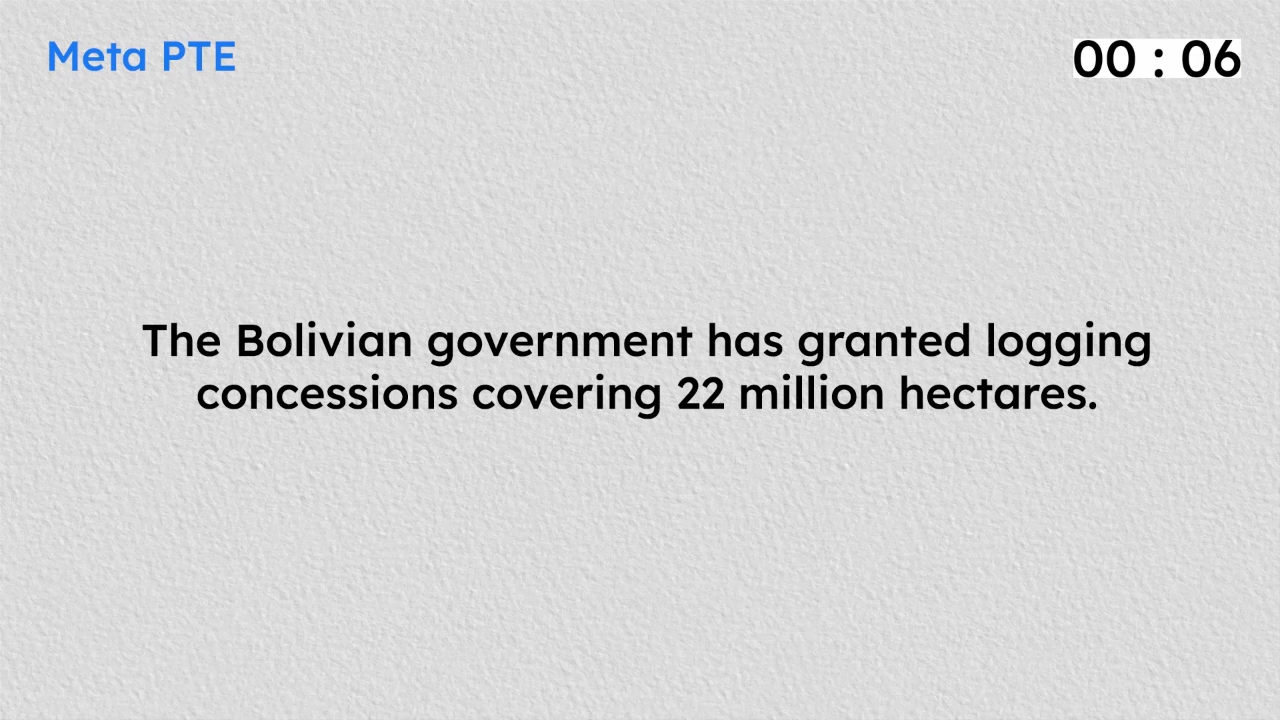 Meta PTE
00 : 06
The Bolivian government has granted logging
concessions covering 22 million hectares.